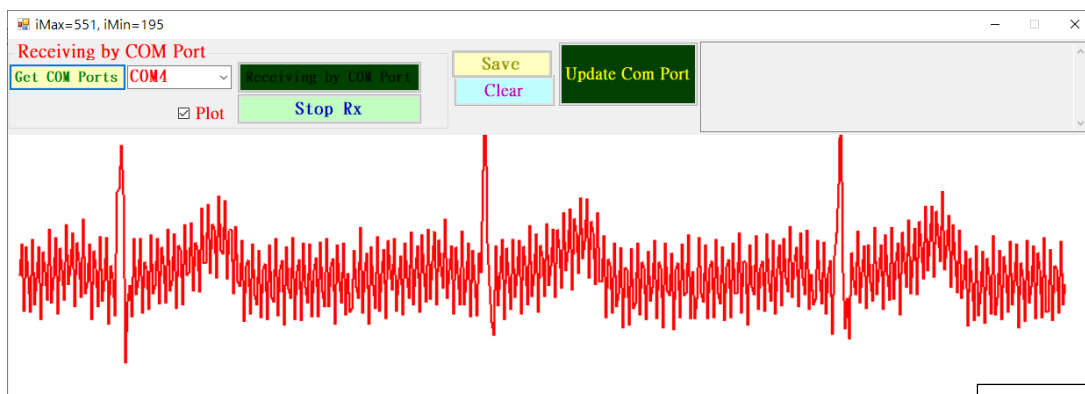 iMax=551, iMin=195
Receiving by COM Port
Get COM Ports
COM4
Receiving by COM Port
Save
Update Com Port
Clear
Plot
Stop Rx